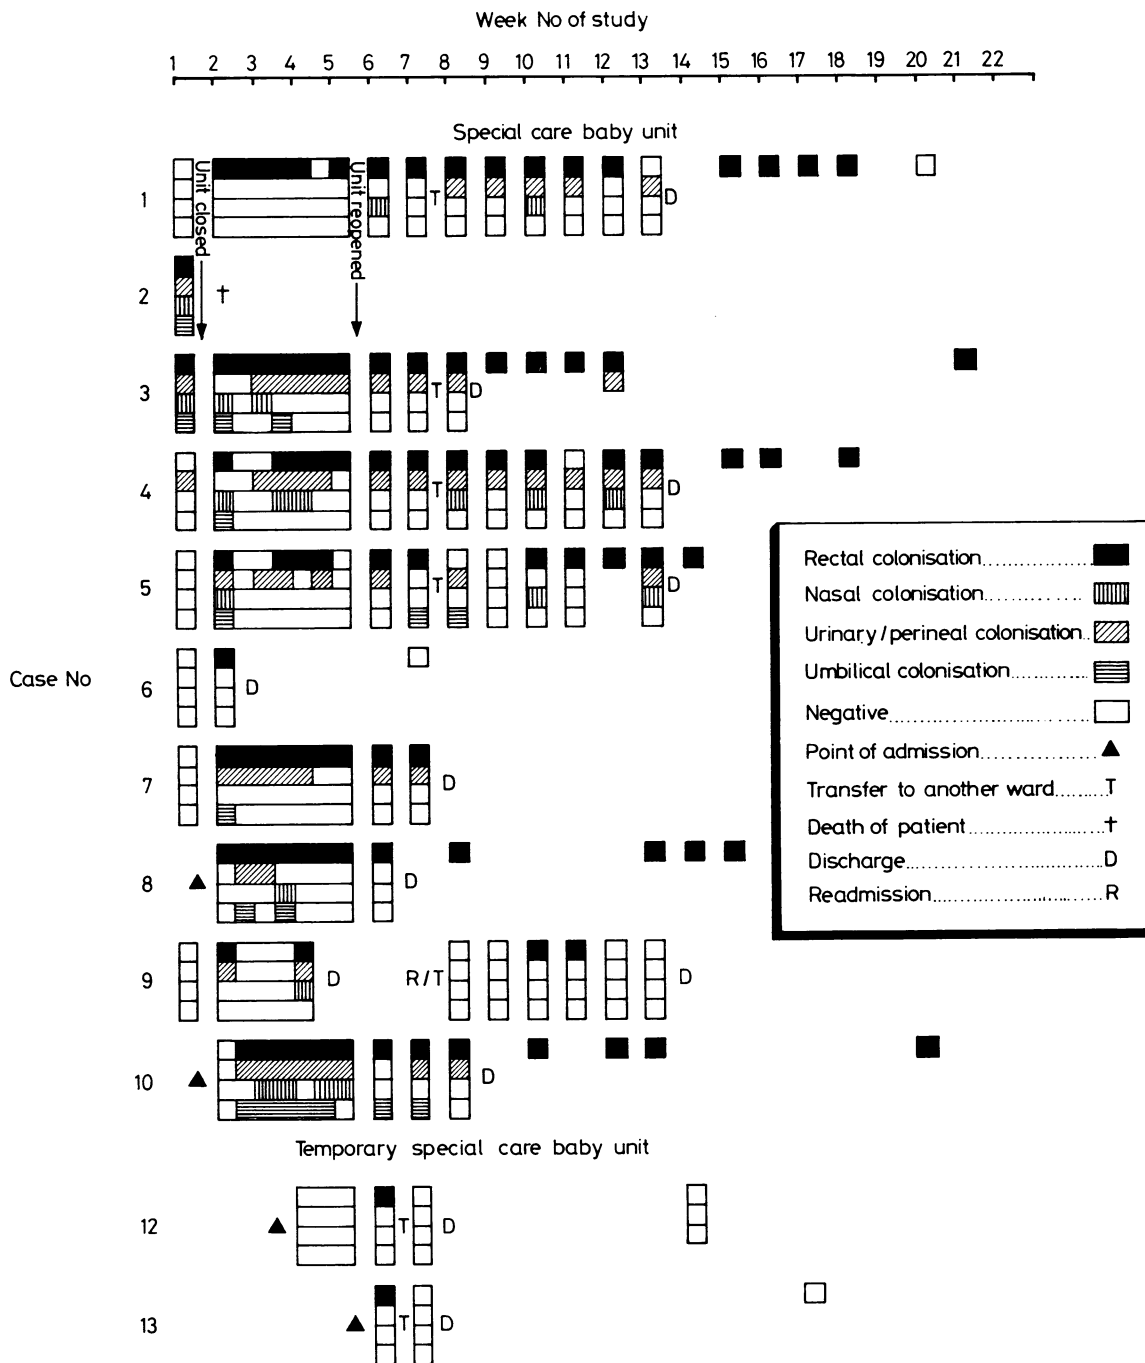 Week No of study
1 2 3 4 5 6 7 8 9 10 11 12 13 14 15 16 17 18 19 20 21 22
Special care baby unit
Unit closed
Unit reopened
1 T D
2 †
3 T D
4 T D
5 T D
Case No
6 D
7 D
8 ▲ D
9 D R/T D
10 ▲ D
Temporary special care baby unit
12 ▲ T D
13 ▲ T D
Rectal colonisation
Nasal colonisation
Urinary/perineal colonisation
Umbilical colonisation
Negative
Point of admission ▲
Transfer to another ward T
Death of patient †
Discharge D
Readmission R